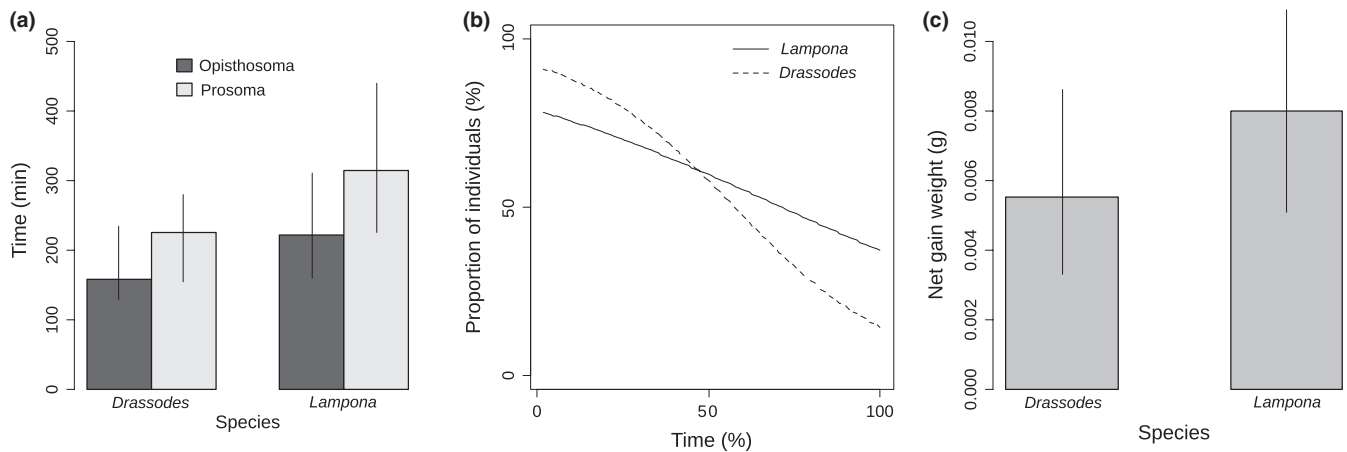 (a)
500
400
300
200
100
0
Time (min)
Opisthosoma
Prosoma
Drassodes
Lampona
Species
(b)
100
50
0
Proportion of individuals (%)
Lampona
Drassodes
0
50
100
Time (%)
(c)
0.010
0.008
0.006
0.004
0.002
0.000
Net gain weight (g)
Drassodes
Lampona
Species